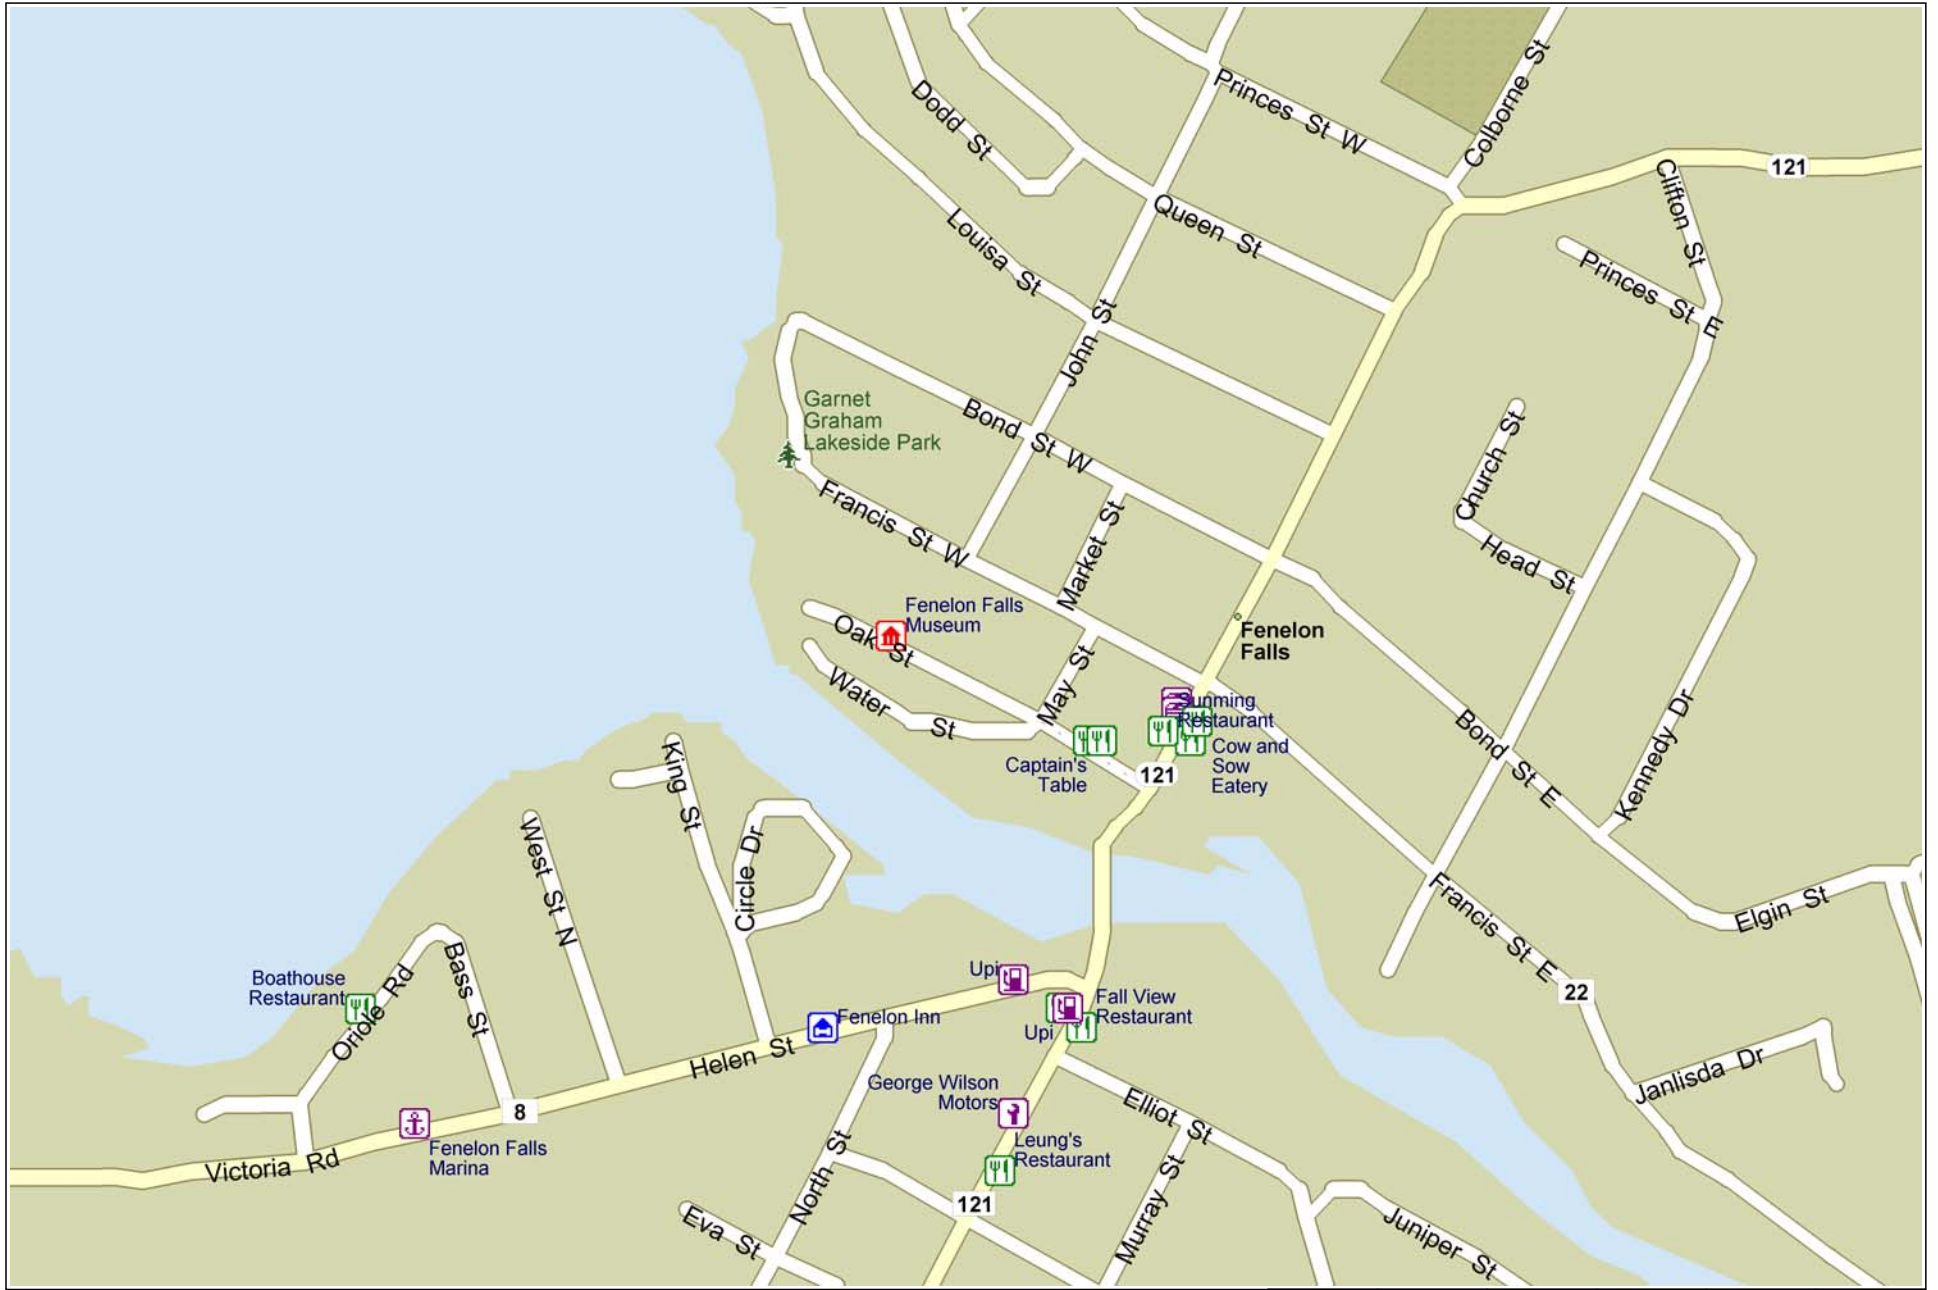 Princes St W
Colborne St
Dodd St
121
Clifton St
Queen St
Louisa St
Princes St E
John St
Garnet
Graham
Lakeside Park
Bond St W
Church St
Francis St W
Market St
Head St
Fenelon Falls
Museum
Oak St
Fenelon
Falls
May St
Water St
Sunming
Restaurant
Kennedy Dr
Bond St E
Cow and
Sow
Eatery
Captain's
Table
121
King St
West St N
Circle Dr
Francis St E
Elgin St
Bass St
Boathouse
Restaurant
Oriole Rd
Upi
22
Fall View
Restaurant
Upi
Fenelon Inn
Helen St
Janlisda Dr
George Wilson
Motors
8
Elliot St
Fenelon Falls
Marina
Victoria Rd
Leung's
Restaurant
North St
121
Murray St
Eva St
Juniper St